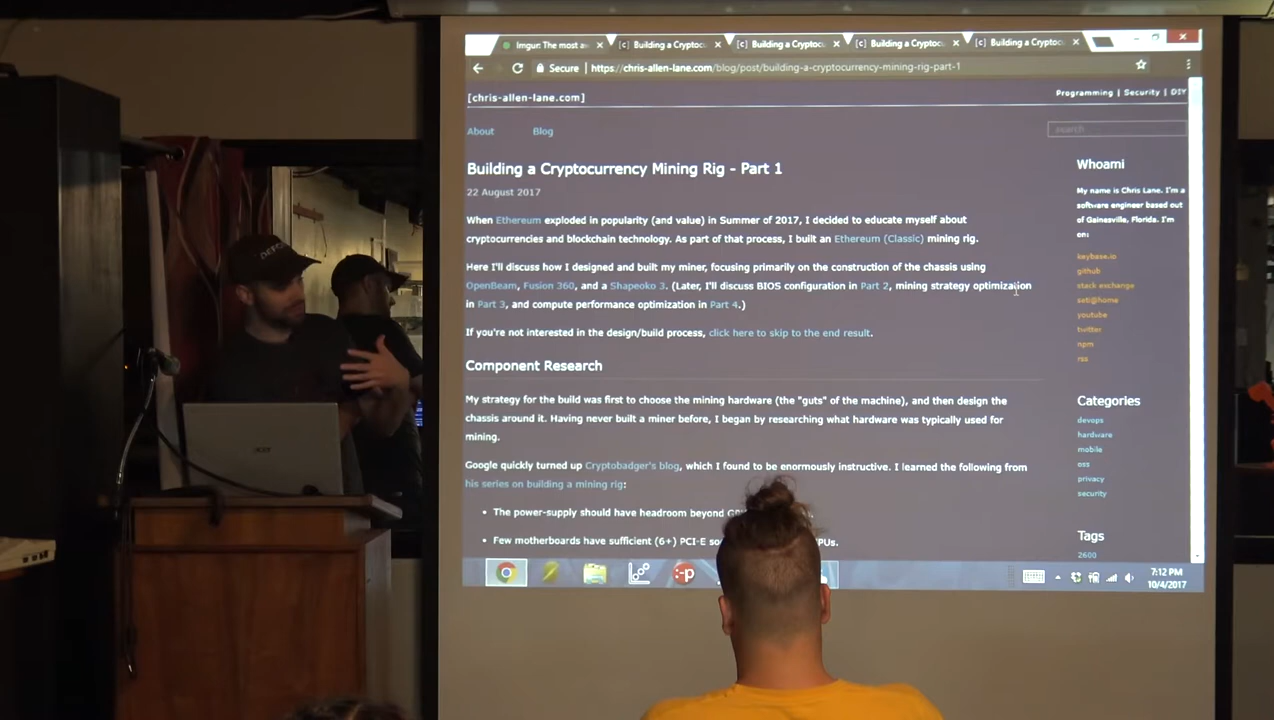 Imgur: The most a
[c] Building a Cryptoc
[c] Building a Cryptoc
[c] Building a Cryptoc
[c] Building a Cryptoc
Secure | https://chris-allen-lane.com/blog/post/building-a-cryptocurrency-mining-rig-part-1
[chris-allen-lane.com]
Programming | Security | DIY
About Blog
search
Building a Cryptocurrency Mining Rig - Part 1
22 August 2017
When Ethereum exploded in popularity (and value) in Summer of 2017, I decided to educate myself about
cryptocurrencies and blockchain technology. As part of that process, I built an Ethereum (Classic) mining rig.
Here I'll discuss how I designed and built my miner, focusing primarily on the construction of the chassis using
OpenBeam, Fusion 360, and a Shapeoko 3. (Later, I'll discuss BIOS configuration in Part 2, mining strategy optimization
in Part 3, and compute performance optimization in Part 4.)
If you're not interested in the design/build process, click here to skip to the end result.
Component Research
My strategy for the build was first to choose the mining hardware (the "guts" of the machine), and then design the
chassis around it. Having never built a miner before, I began by researching what hardware was typically used for
mining.
Google quickly turned up Cryptobadger's blog, which I found to be enormously instructive. I learned the following from
his series on building a mining rig:
• The power-supply should have headroom beyond
• Few motherboards have sufficient (6+) PCI-E
Whoami
My name is Chris Lane. I'm a
software engineer based out
of Gainesville, Florida. I'm
on:
keybase.io
github
stack exchange
seti@home
youtube
twitter
npm
rss
Categories
devops
hardware
mobile
oss
privacy
security
Tags
2600
:-p
7:12 PM
10/4/2017
acer